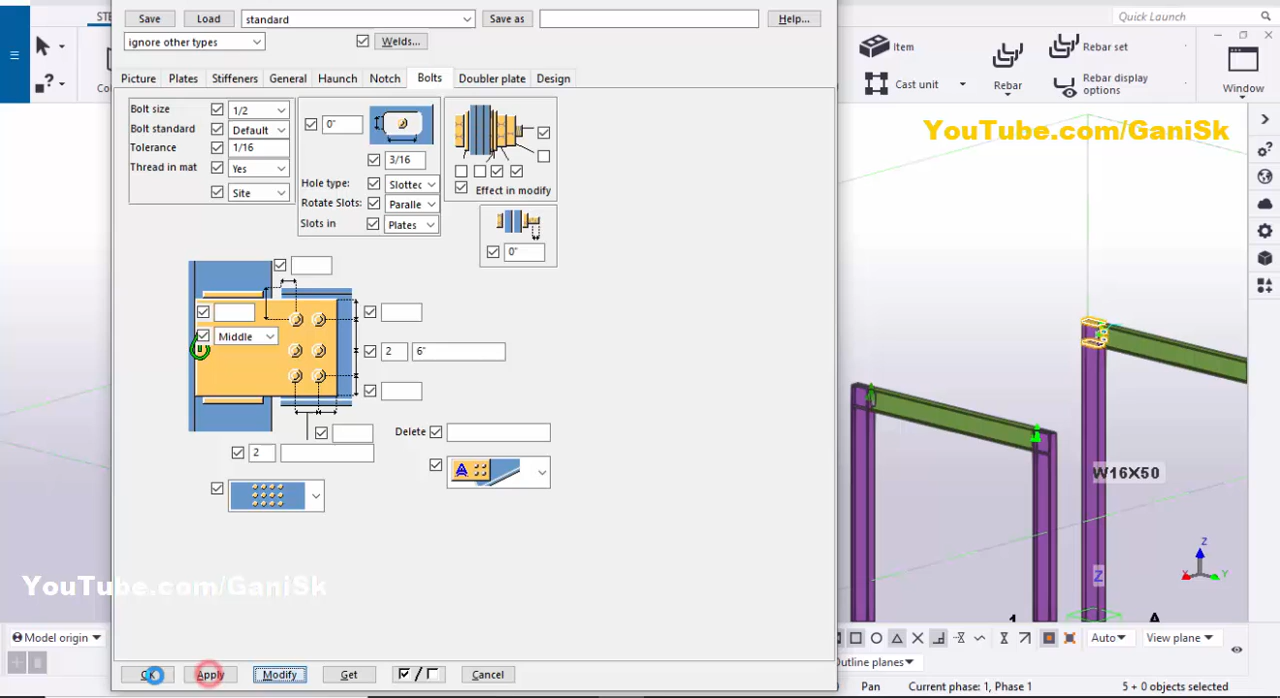 Save
Load
standard
Save as
Help...
Quick Launch
ignore other types
Welds...
Item
Rebar set
Cast unit
Rebar
Rebar display
options
Window
Picture
Plates
Stiffeners
General
Haunch
Notch
Bolts
Doubler plate
Design
Bolt size
1/2
Bolt standard
Default
Tolerance
1/16
Thread in mat
Yes
Site
0"
3/16
Hole type:
Slotted
Rotate Slots:
Paralle
Slots in
Plates
Effect in modify
0"
YouTube.com/GaniSk
Middle
2
6"
Delete
2
A
W16X50
Z
X
Y
Z
1
A
YouTube.com/GaniSk
Model origin
Auto
View plane
Outline planes
OK
Apply
Modify
Get
Cancel
Pan
Current phase: 1, Phase 1
5 + 0 objects selected